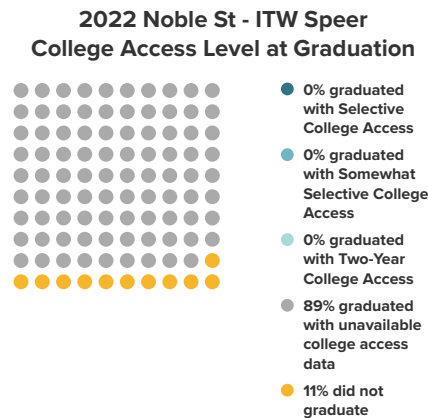 2022 Noble St - ITW Speer
College Access Level at Graduation
0% graduated
with Selective
College Access
0% graduated
with Somewhat
Selective College
Access
0% graduated
with Two-Year
College Access
89% graduated
with unavailable
college access
data
11% did not
graduate